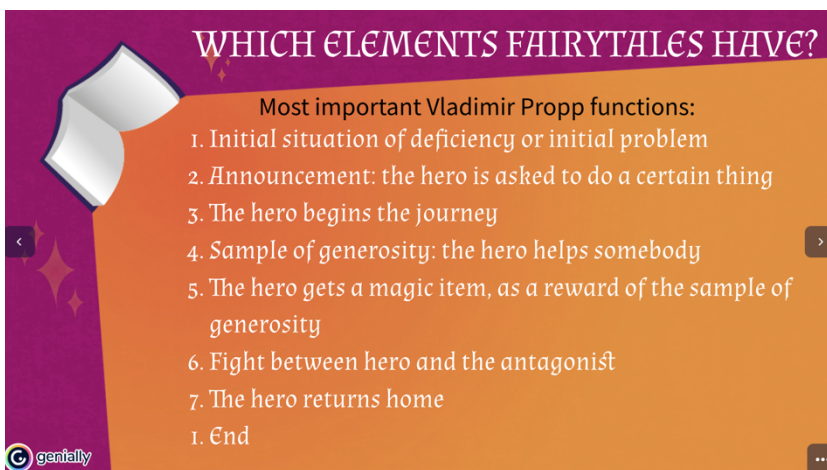 WHICH ELEMENTS FAIRYTALES HAVE?
Most important Vladimir Propp functions:
1. Initial situation of deficiency or initial problem
2. Announcement: the hero is asked to do a certain thing
3. The hero begins the journey
4. Sample of generosity: the hero helps somebody
5. The hero gets a magic item, as a reward of the sample of
generosity
6. Fight between hero and the antagonist
7. The hero returns home
1. End
genially